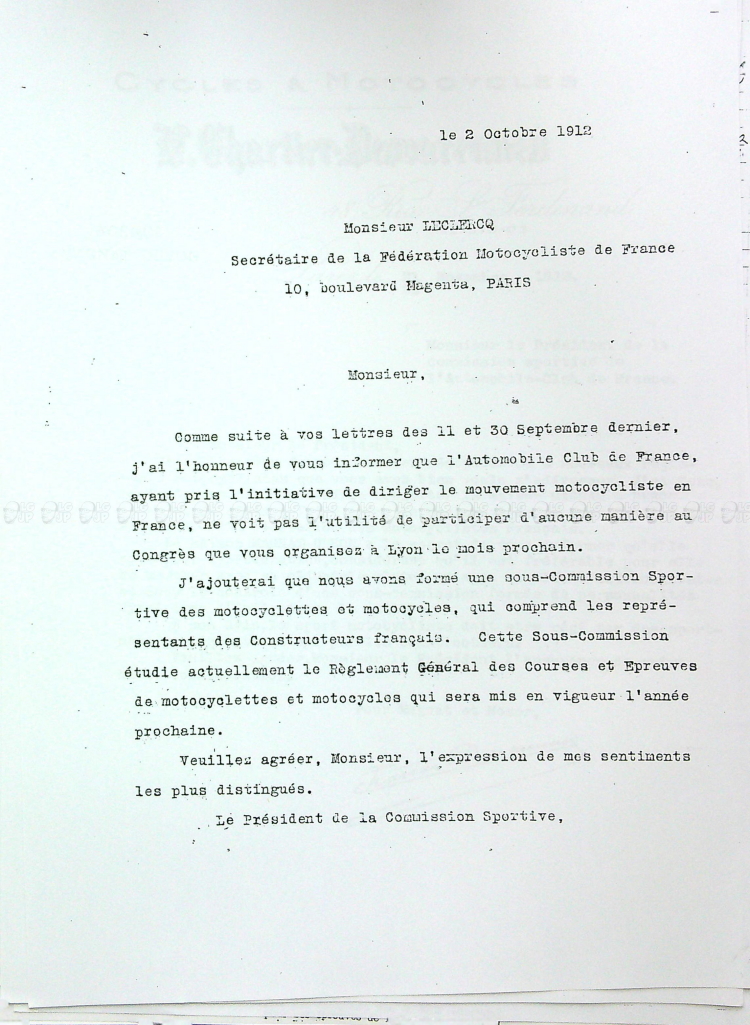 le 2 Octobre 1912
Monsieur LECLERCQ
Secrétaire de la Fédération Motocycliste de France
10, boulevard Magenta, PARIS
Monsieur,
Comme suite à vos lettres des 11 et 30 Septembre dernier,
j'ai l'honneur de vous informer que l'Automobile Club de France,
ayant pris l'initiative de diriger le mouvement motocycliste en
France, ne voit pas l'utilité de participer d'aucune manière au
Congrès que vous organisez à Lyon le mois prochain.
J'ajouterai que nous avons formé une sous-Commission Spor-
tive des motocyclettes et motocycles, qui comprend les repré-
sentants des Constructeurs français. Cette Sous-Commission
étudie actuellement le Règlement Général des Courses et Epreuves
de motocyclettes et motocycles qui sera mis en vigueur l'année
prochaine.
Veuillez agréer, Monsieur, l'expression de mes sentiments
les plus distingués.
Le Président de la Commission Sportive,